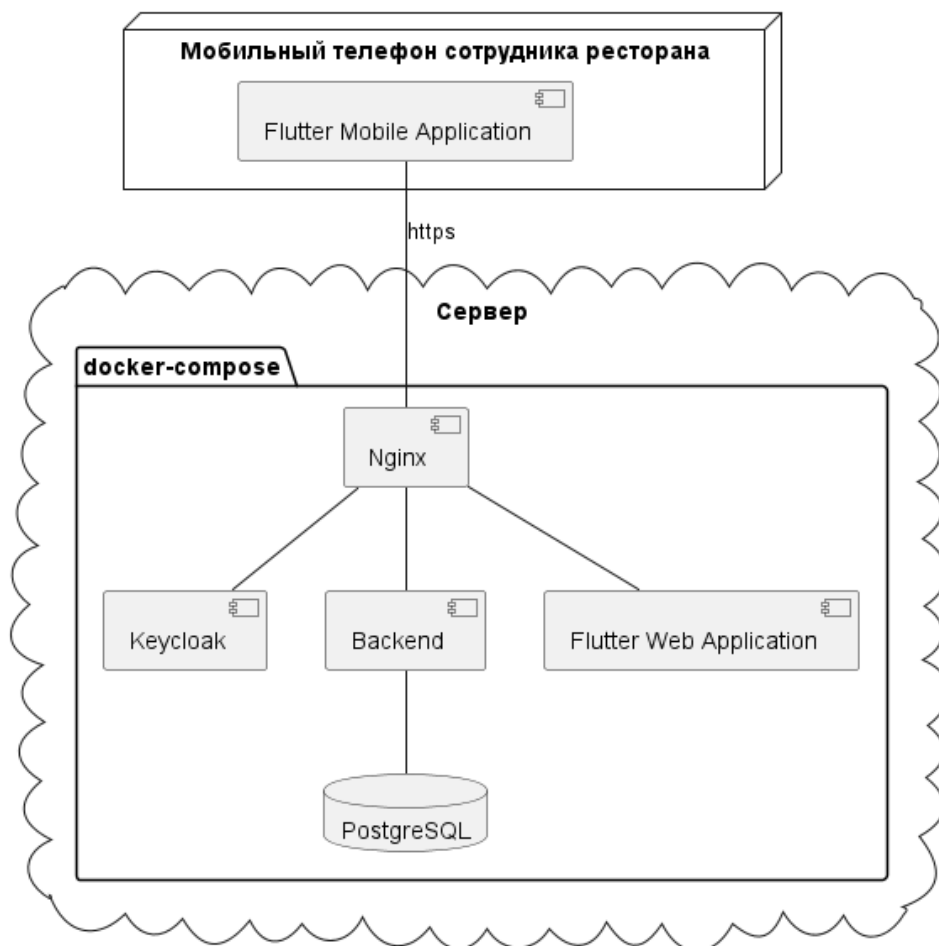 Мобильный телефон сотрудника ресторана
Flutter Mobile Application
https
Сервер
docker-compose
Nginx
Keycloak
Backend
Flutter Web Application
PostgreSQL